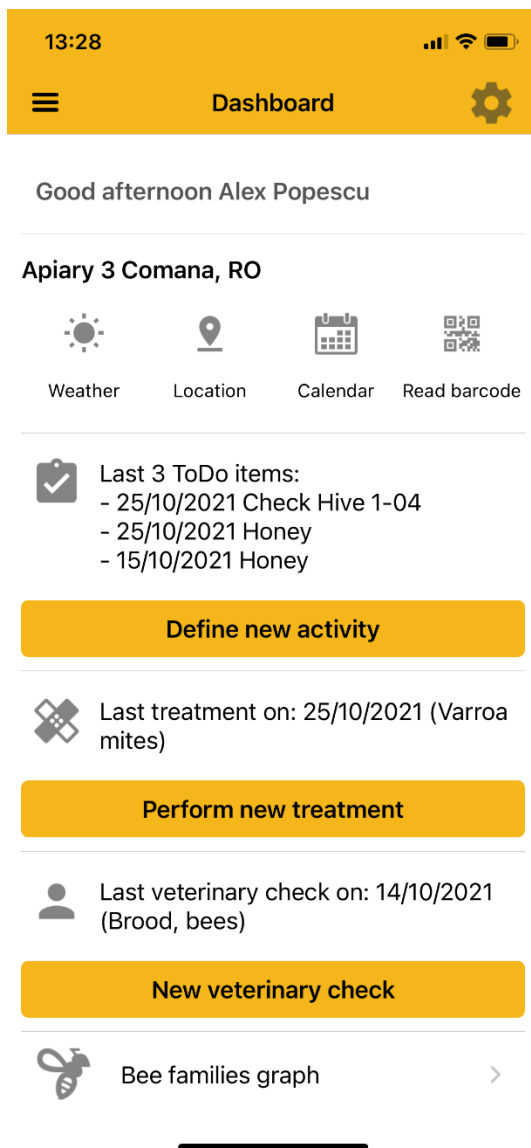 13:28
Dashboard
Good afternoon Alex Popescu
Apiary 3 Comana, RO
Weather Location Calendar Read barcode
Last 3 ToDo items:
- 25/10/2021 Check Hive 1-04
- 25/10/2021 Honey
- 15/10/2021 Honey
Define new activity
Last treatment on: 25/10/2021 (Varroa
mites)
Perform new treatment
Last veterinary check on: 14/10/2021
(Brood, bees)
New veterinary check
Bee families graph